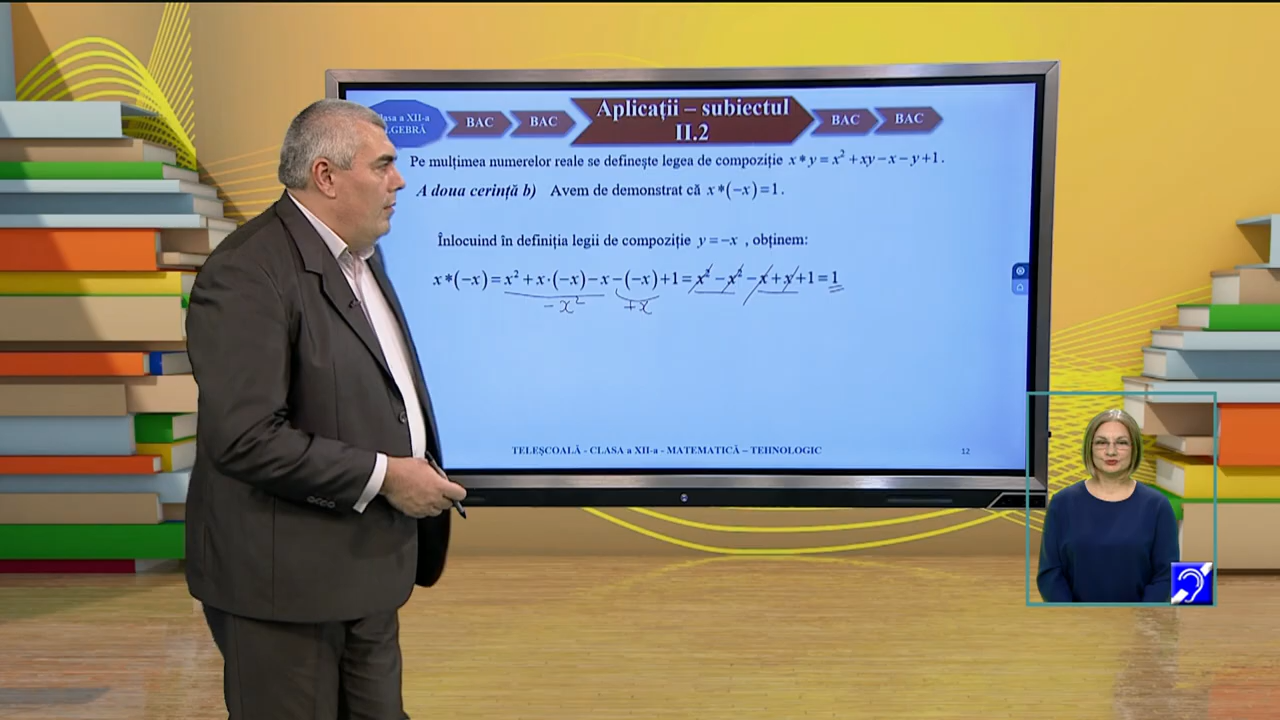 Clasa a XII-a
ALGEBRĂ
BAC
BAC
Aplicații – subiectul
II.2
BAC
BAC
Pe mulțimea numerelor reale se definește legea de compoziție x * y = x² + xy − x − y + 1.
A doua cerință b) Avem de demonstrat că x * (−x) = 1.
Înlocuind în definiția legii de compoziție y = −x , obținem:
x * (−x) = x² + x·(−x) − x − (−x) + 1 = x² − x² − x + x + 1 = 1
− x² +x
TELEȘCOALĂ - CLASA a XII-a - MATEMATICĂ – TEHNOLOGIC
12